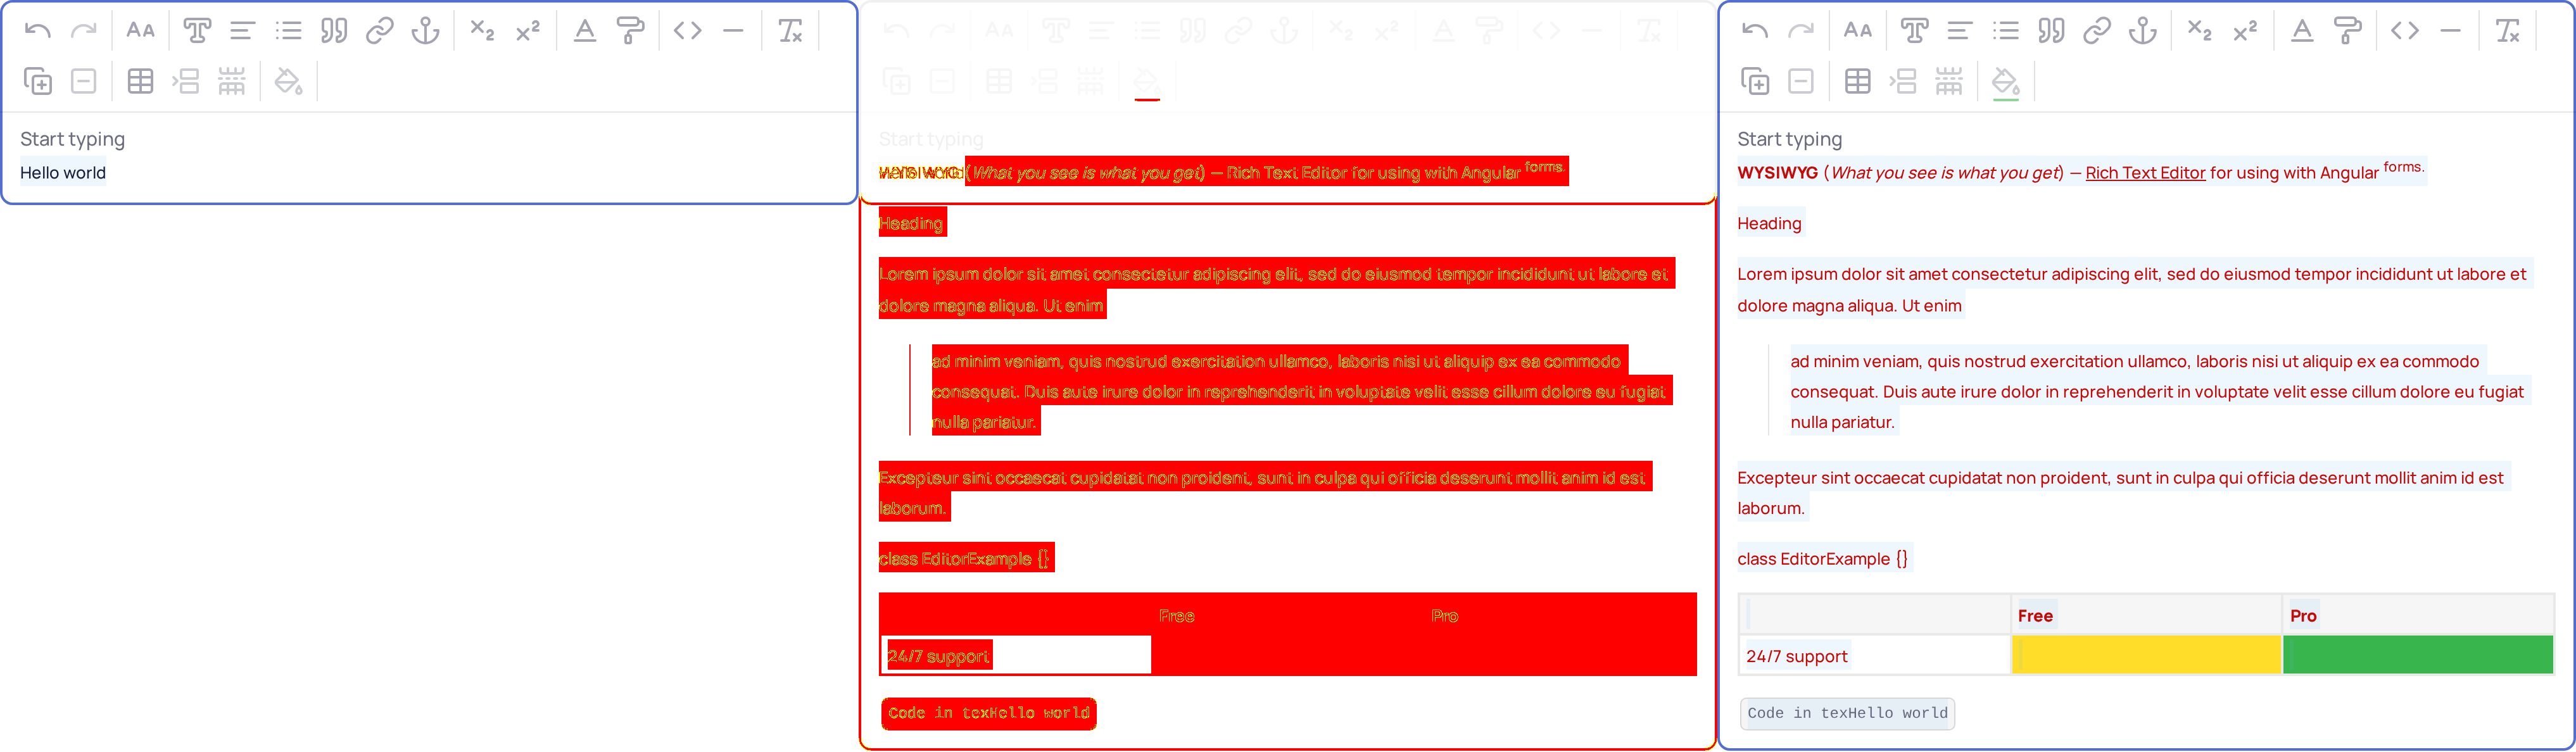 Start typing
Hello world
Start typing
(What you see is what you get) — Rich Text Editor for using with Angular forms.
Heading
Lorem ipsum dolor sit amet consectetur adipiscing elit, sed do eiusmod tempor incididunt ut labore et
dolore magna aliqua. Ut enim
ad minim veniam, quis nostrud exercitation ullamco, laboris nisi ut aliquip ex ea commodo
consequat. Duis aute irure dolor in reprehenderit in voluptate velit esse cillum dolore eu fugiat
nulla pariatur.
Excepteur sint occaecat cupidatat non proident, sunt in culpa qui officia deserunt mollit anim id est
laborum.
class EditorExample {}
Free Pro
24/7 support
Code in texHello world
Start typing
WYSIWYG (What you see is what you get) — Rich Text Editor for using with Angular forms.
Heading
Lorem ipsum dolor sit amet consectetur adipiscing elit, sed do eiusmod tempor incididunt ut labore et
dolore magna aliqua. Ut enim
ad minim veniam, quis nostrud exercitation ullamco, laboris nisi ut aliquip ex ea commodo
consequat. Duis aute irure dolor in reprehenderit in voluptate velit esse cillum dolore eu fugiat
nulla pariatur.
Excepteur sint occaecat cupidatat non proident, sunt in culpa qui officia deserunt mollit anim id est
laborum.
class EditorExample {}
Free Pro
24/7 support
Code in texHello world